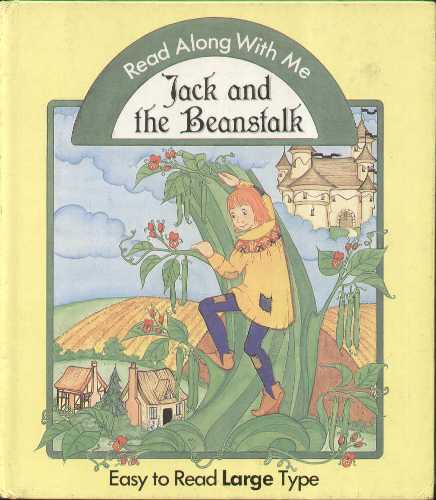 Read Along With Me
Jack and
the Beanstalk
Easy to Read Large Type